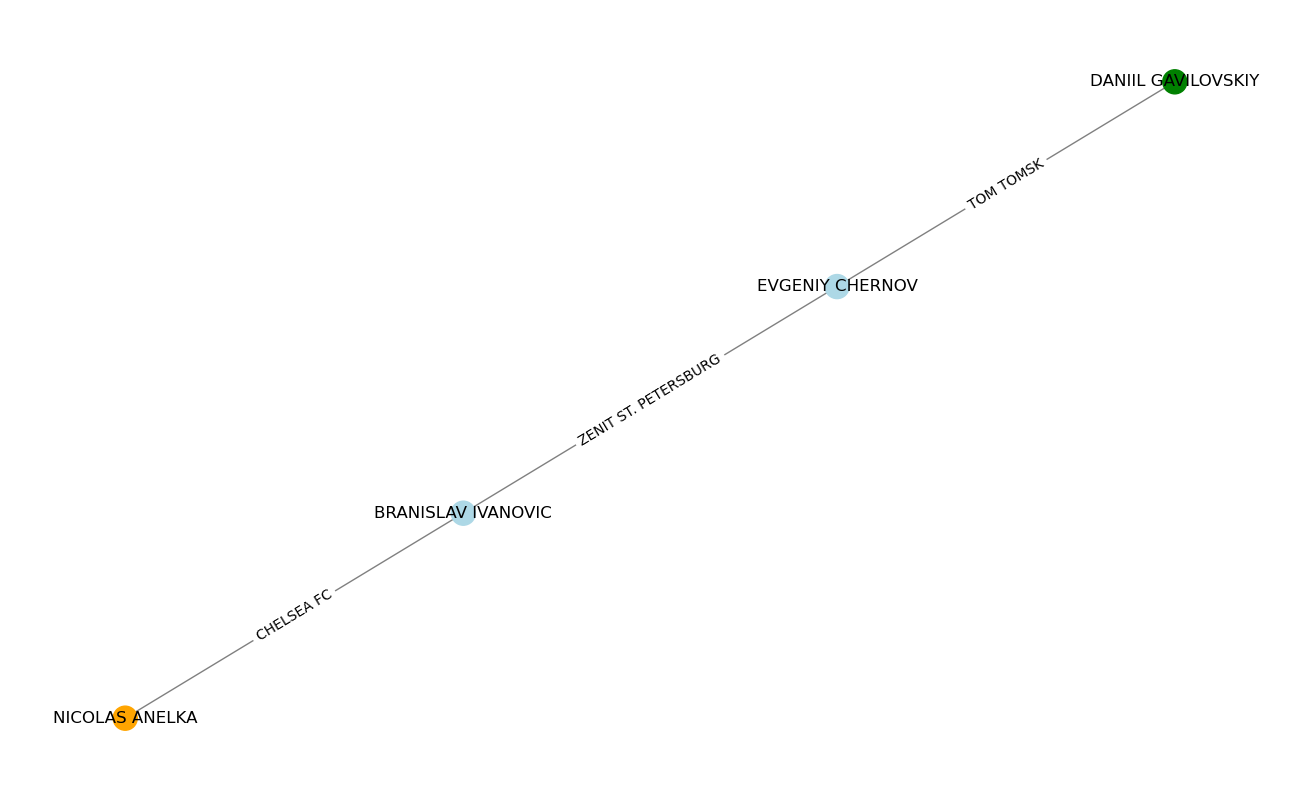 DANIIL GAVILOVSKIY
TOM TOMSK
EVGENIY CHERNOV
ZENIT ST. PETERSBURG
BRANISLAV IVANOVIC
CHELSEA FC
NICOLAS ANELKA